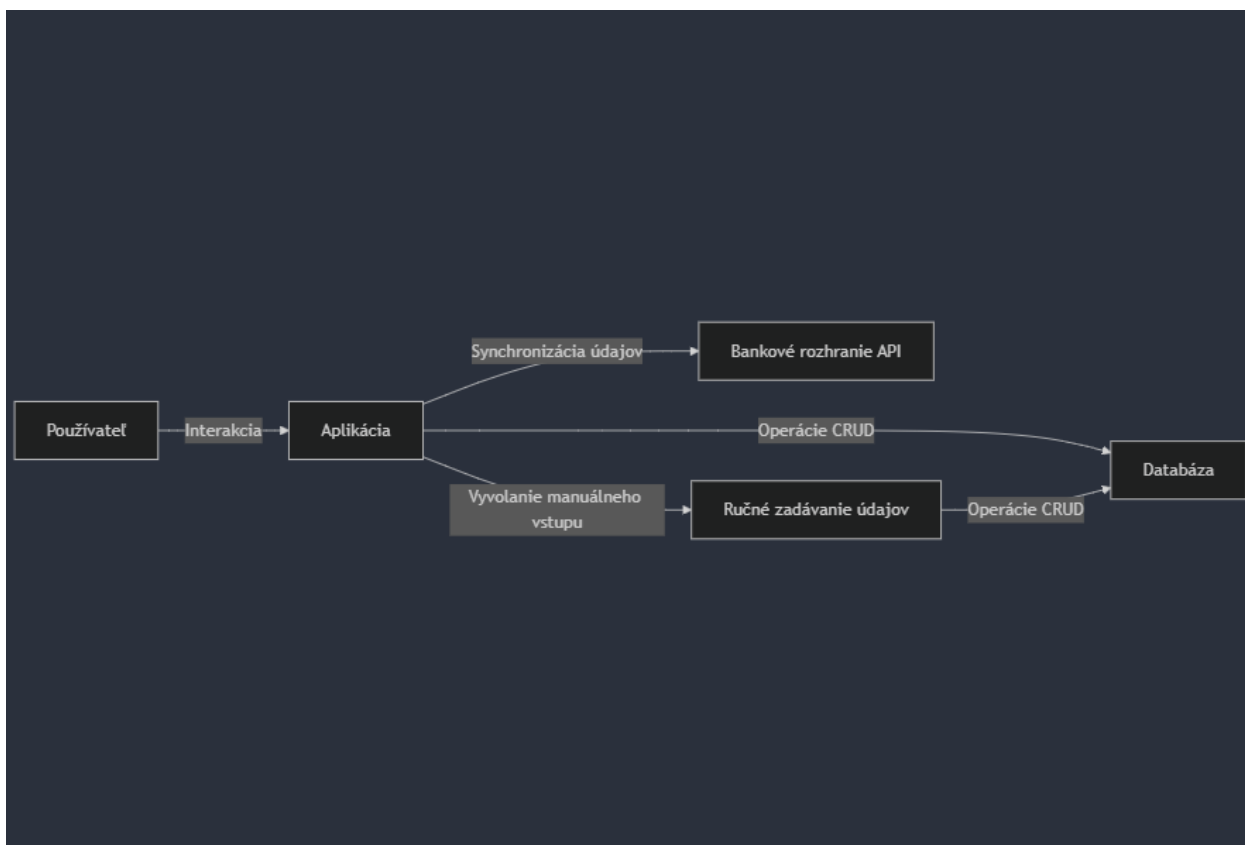 Synchronizácia údajov
Bankové rozhranie API
Používateľ
Interakcia
Aplikácia
Operácie CRUD
Databáza
Vyvolanie manuálneho
vstupu
Ručné zadávanie údajov
Operácie CRUD